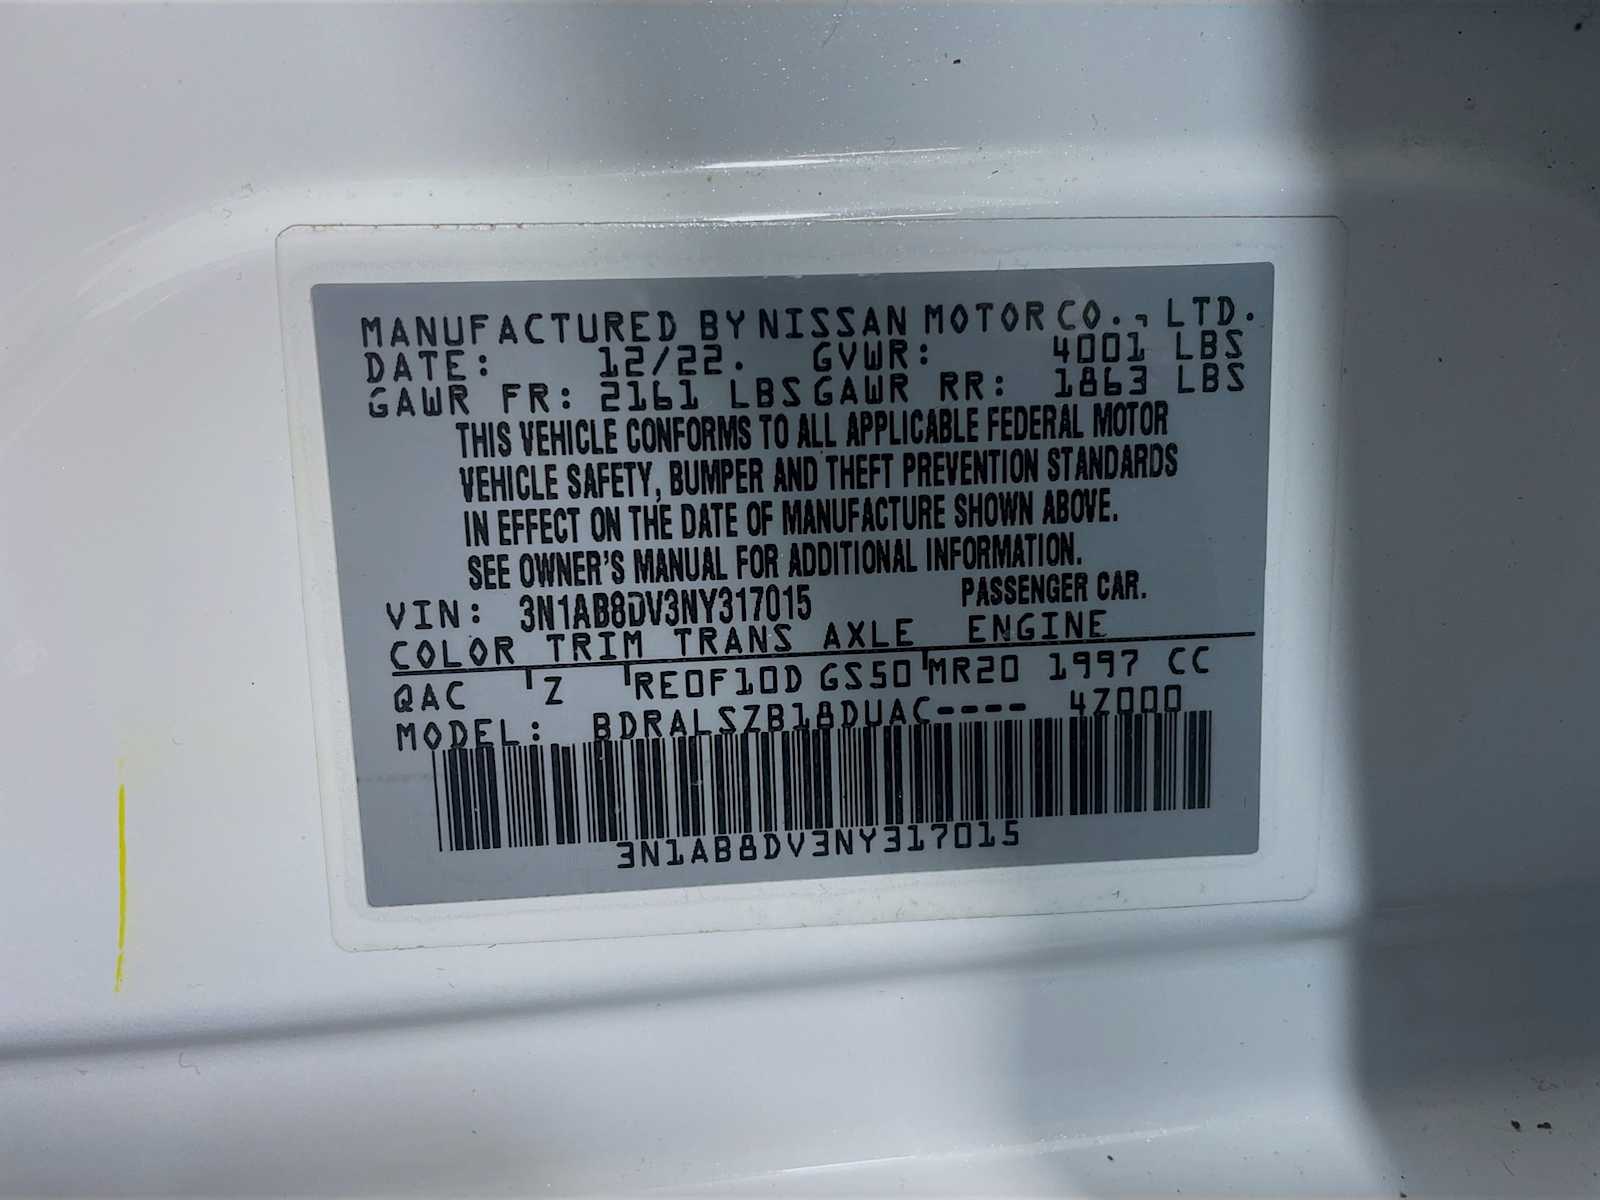 MANUFACTURED BY NISSAN MOTOR CO., LTD.
DATE: 12/22. GVWR: 4001 LBS
GAWR FR: 2161 LBS GAWR RR: 1863 LBS
THIS VEHICLE CONFORMS TO ALL APPLICABLE FEDERAL MOTOR
VEHICLE SAFETY, BUMPER AND THEFT PREVENTION STANDARDS
IN EFFECT ON THE DATE OF MANUFACTURE SHOWN ABOVE.
SEE OWNER'S MANUAL FOR ADDITIONAL INFORMATION.
VIN: 3N1AB8DV3NY317015 PASSENGER CAR.
COLOR TRIM TRANS AXLE ENGINE
QAC Z RE0F10D GS50 MR20 1997 CC
MODEL: BDRALSZB18DUAC---- 4Z000
3N1AB8DV3NY317015